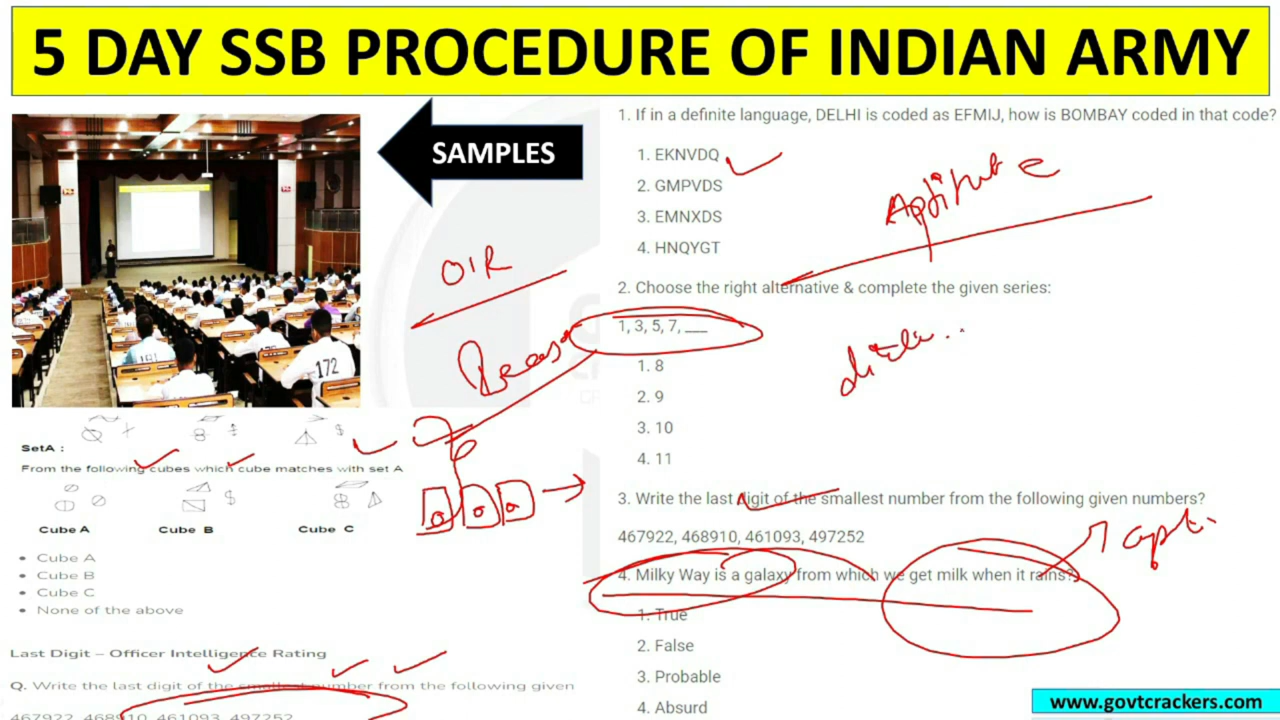 5 DAY SSB PROCEDURE OF INDIAN ARMY
SAMPLES
172
SetA :
From the following cubes which cube matches with set A
Cube A Cube B Cube C
• Cube A
• Cube B
• Cube C
• None of the above
Last Digit – Officer Intelligence Rating
Q. Write the last digit of the smallest number from the following given
467922, 468910, 461093, 497252
OIR
Reason
1. If in a definite language, DELHI is coded as EFMIJ, how is BOMBAY coded in that code?
1. EKNVDQ
2. GMPVDS
3. EMNXDS
4. HNQYGT
Aptitute
2. Choose the right alternative & complete the given series:
1, 3, 5, 7, ___
1. 8
2. 9
3. 10
4. 11
3. Write the last digit of the smallest number from the following given numbers?
467922, 468910, 461093, 497252
4. Milky Way is a galaxy from which we get milk when it rains?
1. True
2. False
3. Probable
4. Absurd
www.govtcrackers.com